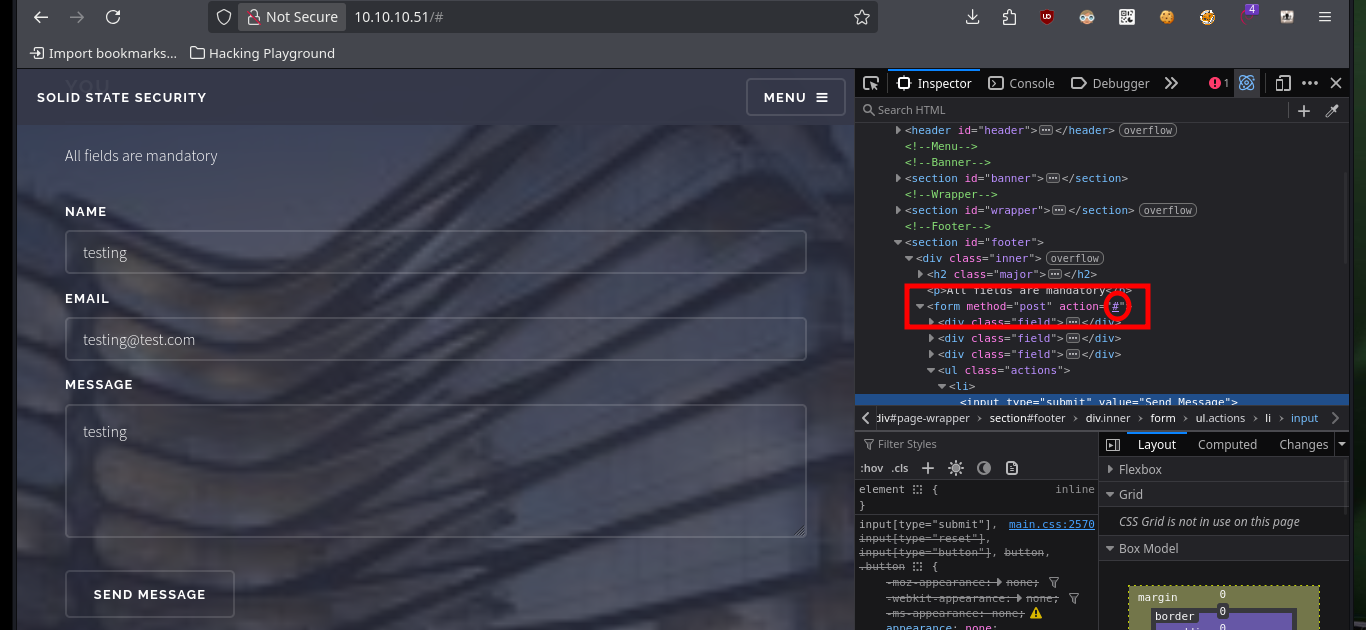 Not Secure 10.10.10.51/#
4
Import bookmarks... Hacking Playground
YOU
SOLID STATE SECURITY
MENU
All fields are mandatory
NAME
testing
EMAIL
testing@test.com
MESSAGE
testing
SEND MESSAGE
Inspector Console Debugger 1
Search HTML
<header id="header"></header> overflow
<!--Menu-->
<!--Banner-->
<section id="banner"></section>
<!--Wrapper-->
<section id="wrapper"></section> overflow
<!--Footer-->
<section id="footer">
<div class="inner"> overflow
<h2 class="major"></h2>
<p>All fields are mandatory</p>
<form method="post" action="#">
<div class="field"></div>
<div class="field"></div>
<div class="field"></div>
<ul class="actions">
<li>
<input type="submit" value="Send Message">
div#page-wrapper > section#footer > div.inner > form > ul.actions > li > input
Filter Styles
:hov .cls +
element { inline
}
input[type="submit"], main.css:2570
input[type="reset"],
input[type="button"], button,
.button {
-moz-appearance: none;
-webkit-appearance: none;
-ms-appearance: none;
appearance: none;
Layout Computed Changes
Flexbox
Grid
CSS Grid is not in use on this page
Box Model
margin 0
border 0
0